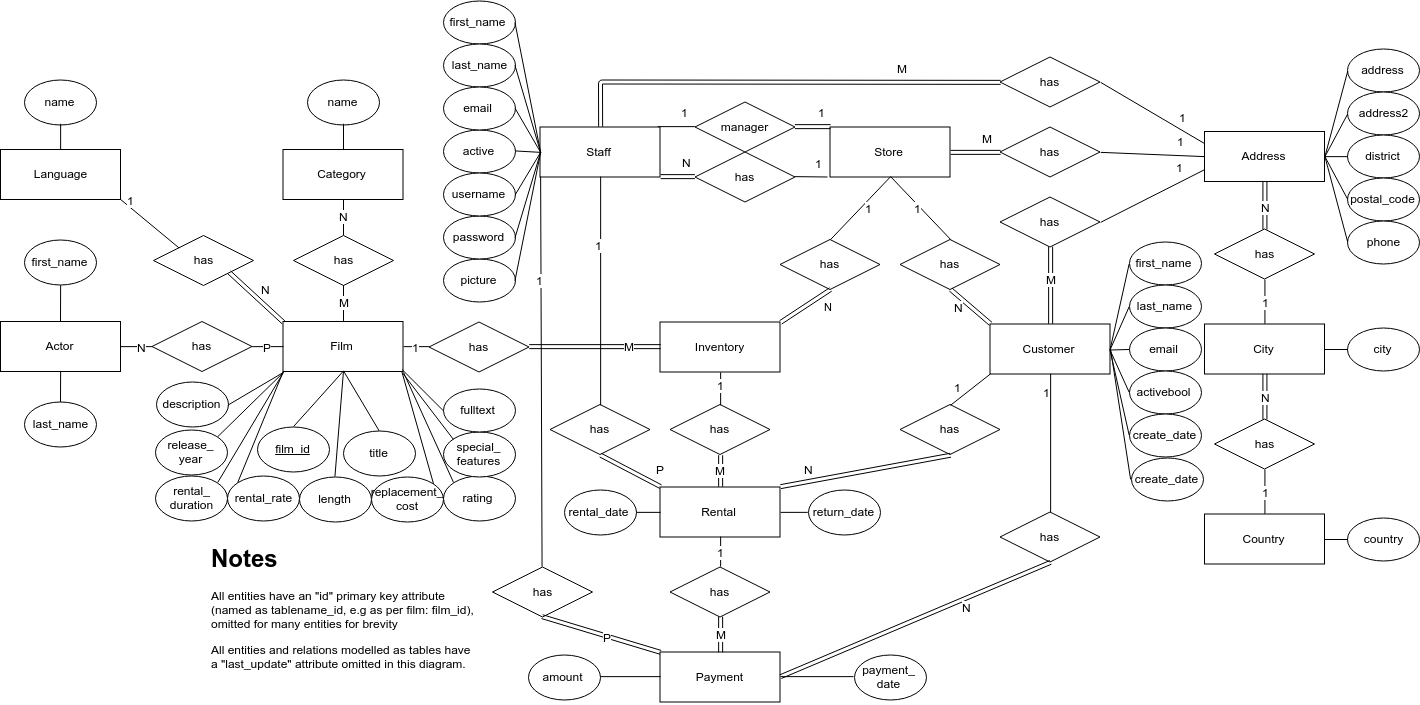 first_name
last_name
email
active
username
password
picture
name
Language
name
Category
1
has
N
N
has
M
first_name
Actor
last_name
N
has
P
Film
description
release_
year
rental_
duration
film_id
title
rental_rate
length
replacement_
cost
fulltext
special_
features
rating
1
has
M
Staff
M
has
1
1
manager
1
N
has
1
Store
M
has
1
1
has
M
Address
address
address2
district
postal_code
phone
N
has
1
City
city
N
has
1
Country
country
1
has
N
1
has
N
Inventory
Customer
first_name
last_name
email
activebool
create_date
create_date
1
has
P
1
has
M
1
has
N
rental_date
Rental
return_date
1
has
P
1
has
M
1
has
N
amount
Payment
payment_
date
Notes
All entities have an "id" primary key attribute
(named as tablename_id, e.g as per film: film_id),
omitted for many entities for brevity
All entities and relations modelled as tables have
a "last_update" attribute omitted in this diagram.